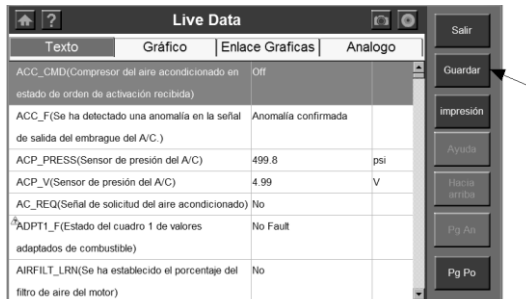 Live Data
Texto Gráfico Enlace Graficas Analogo
ACC_CMD(Compresor del aire acondicionado en Off
estado de orden de activación recibida)
ACC_F(Se ha detectado una anomalía en la señal Anomalía confirmada
de salida del embrague del A/C.)
ACP_PRESS(Sensor de presión del A/C) 499.8 psi
ACP_V(Sensor de presión del A/C) 4.99 V
AC_REQ(Señal de solicitud del aire acondicionado) No
ADPT1_F(Estado del cuadro 1 de valores No Fault
adaptados de combustible)
AIRFILT_LRN(Se ha establecido el porcentaje del No
filtro de aire del motor)
Salir
Guardar
impresión
Ayuda
Hacia
arriba
Pg An
Pg Po